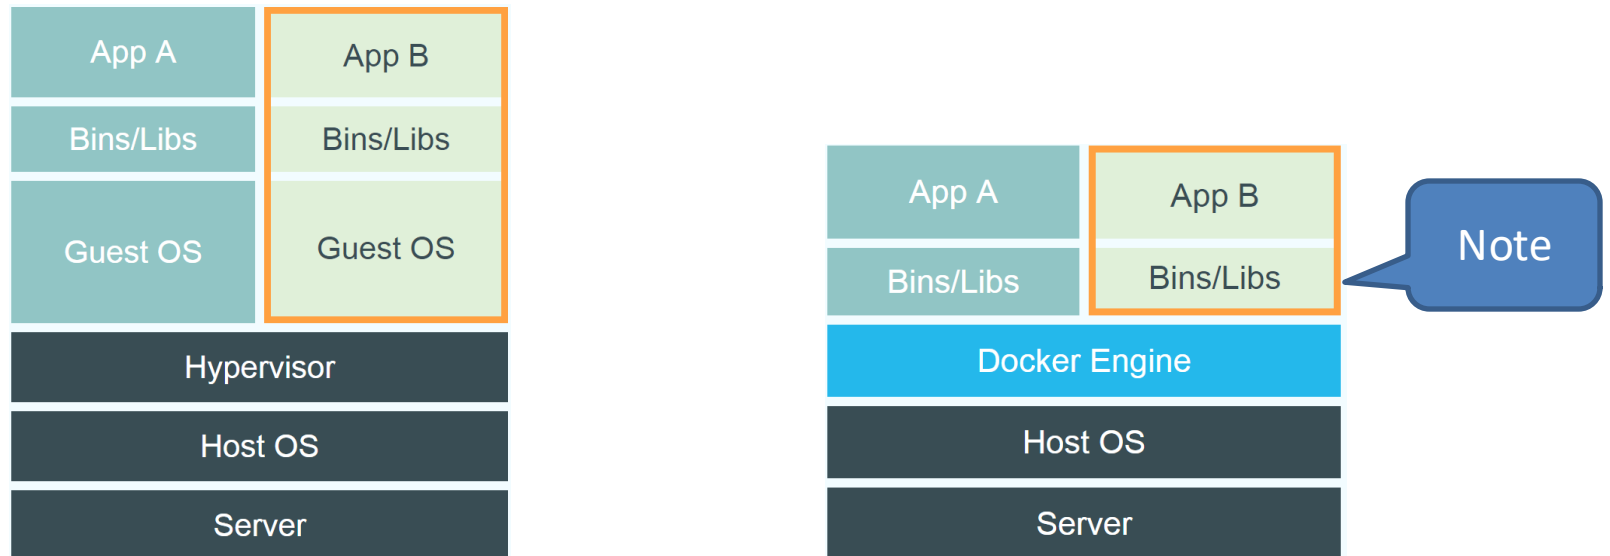 App A
App B
Bins/Libs
Bins/Libs
Guest OS
Guest OS
Hypervisor
Host OS
Server
App A
App B
Bins/Libs
Bins/Libs
Docker Engine
Host OS
Server
Note